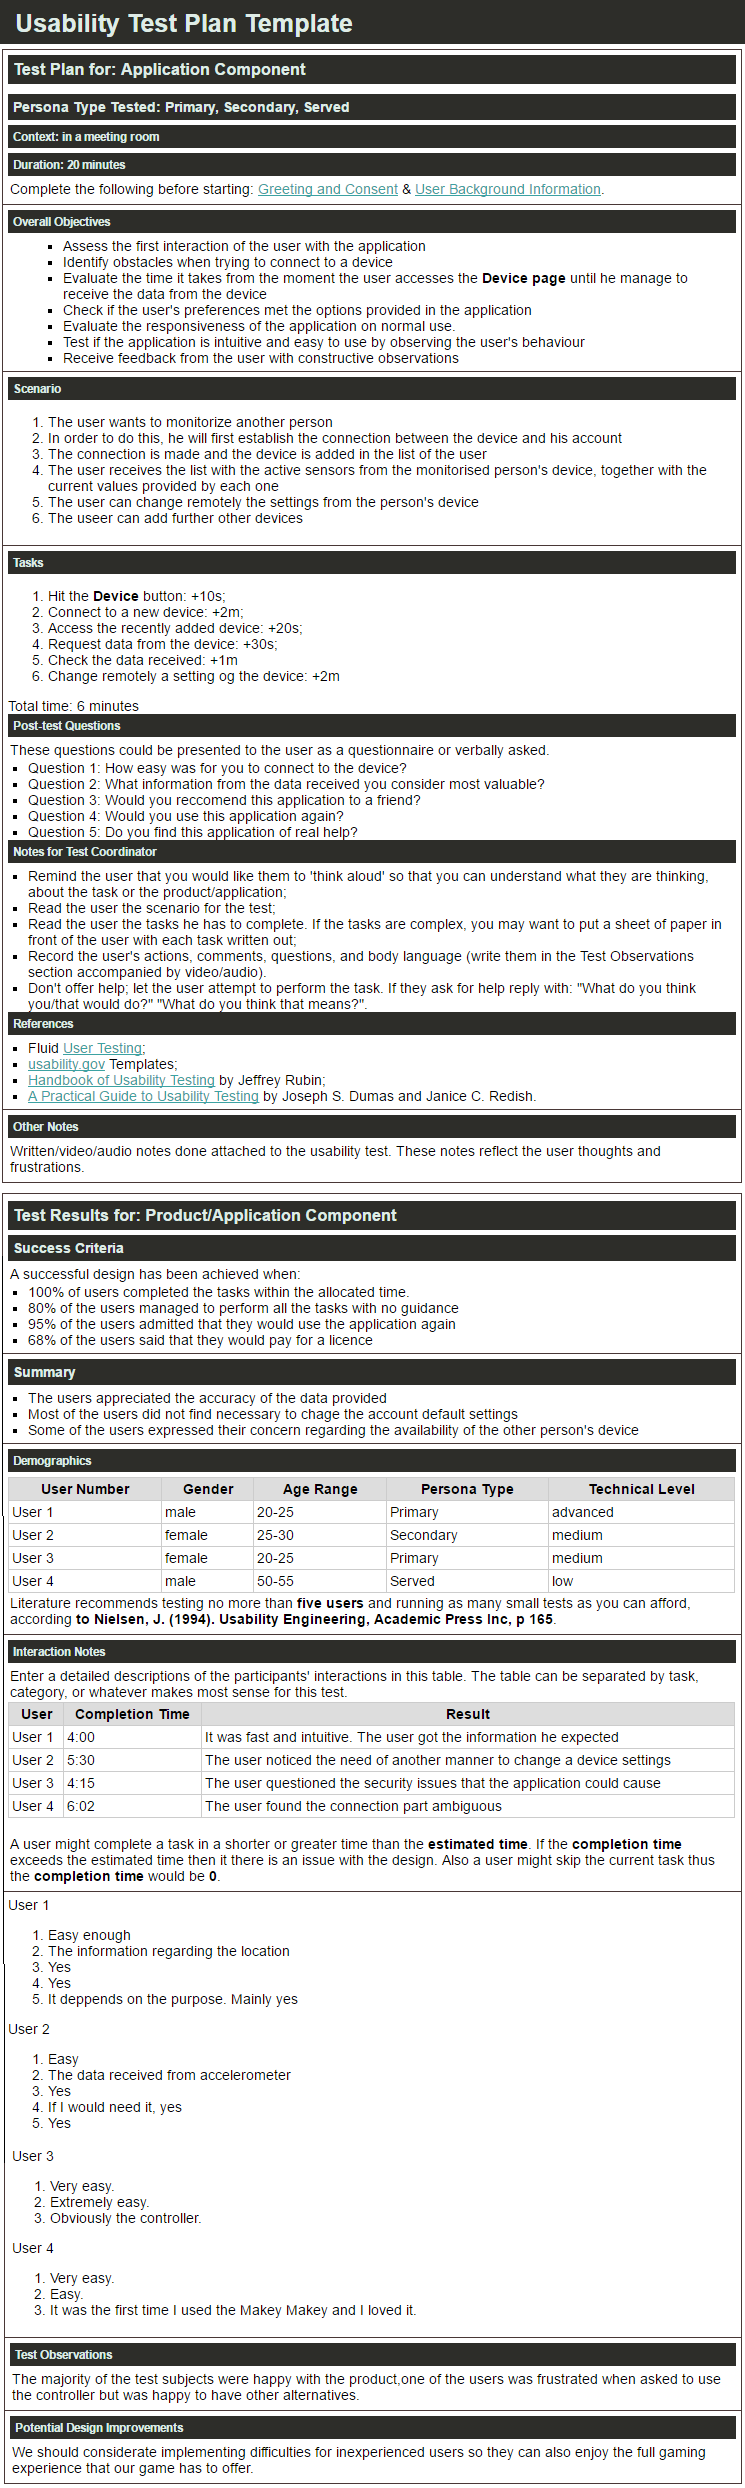 Usability Test Plan Template
Test Plan for: Application Component
Persona Type Tested: Primary, Secondary, Served
Context: in a meeting room
Duration: 20 minutes
Complete the following before starting: Greeting and Consent & User Background Information.
Overall Objectives
▪ Assess the first interaction of the user with the application
▪ Identify obstacles when trying to connect to a device
▪ Evaluate the time it takes from the moment the user accesses the Device page until he manage to
receive the data from the device
▪ Check if the user's preferences met the options provided in the application
▪ Evaluate the responsiveness of the application on normal use.
▪ Test if the application is intuitive and easy to use by observing the user's behaviour
▪ Receive feedback from the user with constructive observations
Scenario
1. The user wants to monitorize another person
2. In order to do this, he will first establish the connection between the device and his account
3. The connection is made and the device is added in the list of the user
4. The user receives the list with the active sensors from the monitorised person's device, together with the
current values provided by each one
5. The user can change remotely the settings from the person's device
6. The useer can add further other devices
Tasks
1. Hit the Device button: +10s;
2. Connect to a new device: +2m;
3. Access the recently added device: +20s;
4. Request data from the device: +30s;
5. Check the data received: +1m
6. Change remotely a setting og the device: +2m
Total time: 6 minutes
Post-test Questions
These questions could be presented to the user as a questionnaire or verbally asked.
▪ Question 1: How easy was for you to connect to the device?
▪ Question 2: What information from the data received you consider most valuable?
▪ Question 3: Would you reccomend this application to a friend?
▪ Question 4: Would you use this application again?
▪ Question 5: Do you find this application of real help?
Notes for Test Coordinator
▪ Remind the user that you would like them to 'think aloud' so that you can understand what they are thinking,
about the task or the product/application;
▪ Read the user the scenario for the test;
▪ Read the user the tasks he has to complete. If the tasks are complex, you may want to put a sheet of paper in
front of the user with each task written out;
▪ Record the user's actions, comments, questions, and body language (write them in the Test Observations
section accompanied by video/audio).
▪ Don't offer help; let the user attempt to perform the task. If they ask for help reply with: "What do you think
you/that would do?" "What do you think that means?".
References
▪ Fluid User Testing;
▪ usability.gov Templates;
▪ Handbook of Usability Testing by Jeffrey Rubin;
▪ A Practical Guide to Usability Testing by Joseph S. Dumas and Janice C. Redish.
Other Notes
Written/video/audio notes done attached to the usability test. These notes reflect the user thoughts and
frustrations.
Test Results for: Product/Application Component
Success Criteria
A successful design has been achieved when:
▪ 100% of users completed the tasks within the allocated time.
▪ 80% of the users managed to perform all the tasks with no guidance
▪ 95% of the users admitted that they would use the application again
▪ 68% of the users said that they would pay for a licence
Summary
▪ The users appreciated the accuracy of the data provided
▪ Most of the users did not find necessary to chage the account default settings
▪ Some of the users expressed their concern regarding the availability of the other person's device
Demographics
User Number Gender Age Range Persona Type Technical Level
User 1 male 20-25 Primary advanced
User 2 female 25-30 Secondary medium
User 3 female 20-25 Primary medium
User 4 male 50-55 Served low
Literature recommends testing no more than five users and running as many small tests as you can afford,
according to Nielsen, J. (1994). Usability Engineering, Academic Press Inc, p 165.
Interaction Notes
Enter a detailed descriptions of the participants' interactions in this table. The table can be separated by task,
category, or whatever makes most sense for this test.
User Completion Time Result
User 1 4:00 It was fast and intuitive. The user got the information he expected
User 2 5:30 The user noticed the need of another manner to change a device settings
User 3 4:15 The user questioned the security issues that the application could cause
User 4 6:02 The user found the connection part ambiguous
A user might complete a task in a shorter or greater time than the estimated time. If the completion time
exceeds the estimated time then it there is an issue with the design. Also a user might skip the current task thus
the completion time would be 0.
User 1
1. Easy enough
2. The information regarding the location
3. Yes
4. Yes
5. It deppends on the purpose. Mainly yes
User 2
1. Easy
2. The data received from accelerometer
3. Yes
4. If I would need it, yes
5. Yes
User 3
1. Very easy.
2. Extremely easy.
3. Obviously the controller.
User 4
1. Very easy.
2. Easy.
3. It was the first time I used the Makey Makey and I loved it.
Test Observations
The majority of the test subjects were happy with the product,one of the users was frustrated when asked to use
the controller but was happy to have other alternatives.
Potential Design Improvements
We should considerate implementing difficulties for inexperienced users so they can also enjoy the full gaming
experience that our game has to offer.